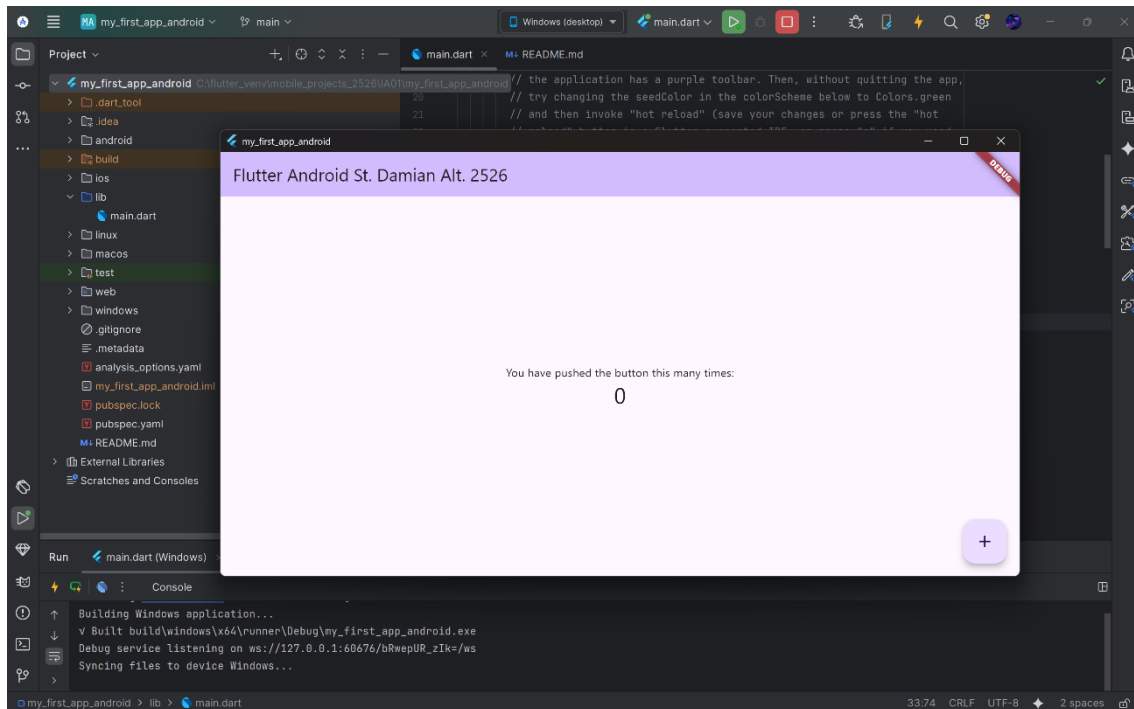 MA my_first_app_android main Windows (desktop) main.dart
Project
main.dart
README.md
my_first_app_android C:\flutter_venv\mobile_projects_2526\IA01\my_first_app_android
.dart_tool
.idea
android
build
ios
lib
main.dart
linux
macos
test
web
windows
.gitignore
.metadata
analysis_options.yaml
my_first_app_android.iml
pubspec.lock
pubspec.yaml
M↓ README.md
External Libraries
Scratches and Consoles
// the application has a purple toolbar. Then, without quitting the app,
20 // try changing the seedColor in the colorScheme below to Colors.green
21 // and then invoke "hot reload" (save your changes or press the "hot
my_first_app_android
Flutter Android St. Damian Alt. 2526
DEBUG
You have pushed the button this many times:
0
+
Run main.dart (Windows)
Console
Building Windows application...
√ Built build\windows\x64\runner\Debug\my_first_app_android.exe
Debug service listening on ws://127.0.0.1:60676/bRwepUR_zIk=/ws
Syncing files to device Windows...
my_first_app_android > lib > main.dart
33:74 CRLF UTF-8 2 spaces